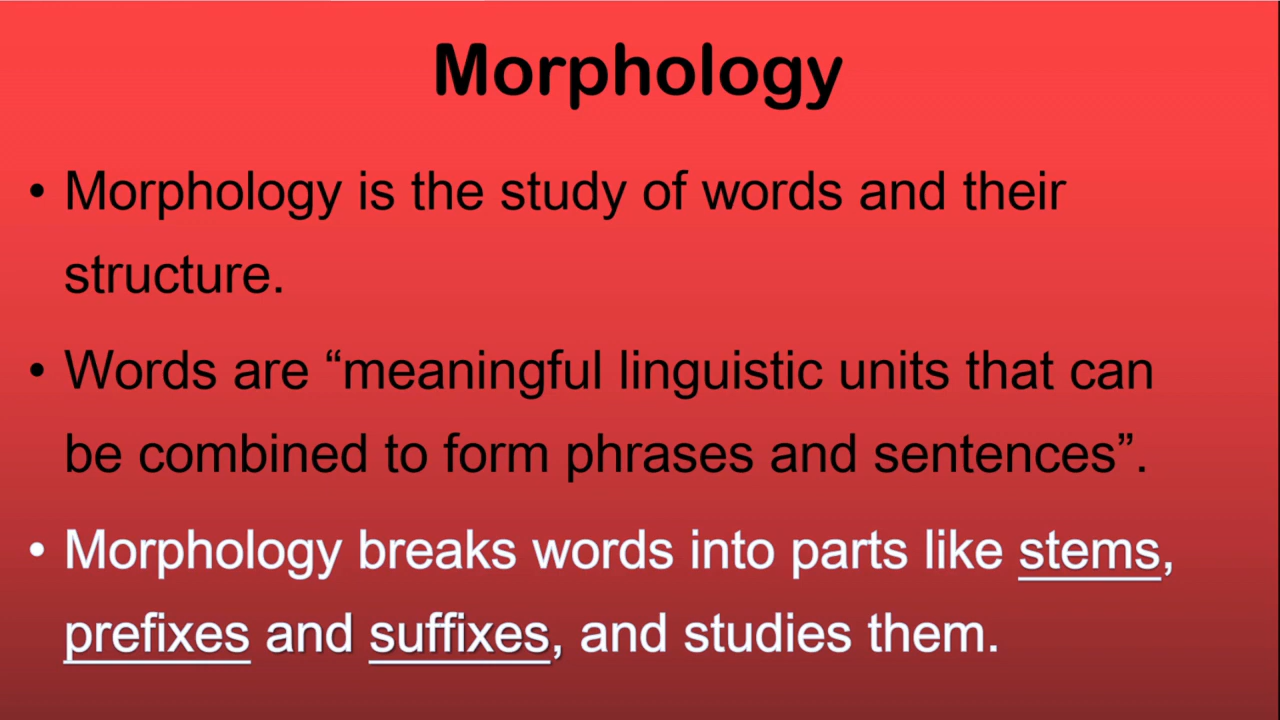 Morphology
• Morphology is the study of words and their
structure.
• Words are “meaningful linguistic units that can
be combined to form phrases and sentences”.
• Morphology breaks words into parts like stems,
prefixes and suffixes, and studies them.